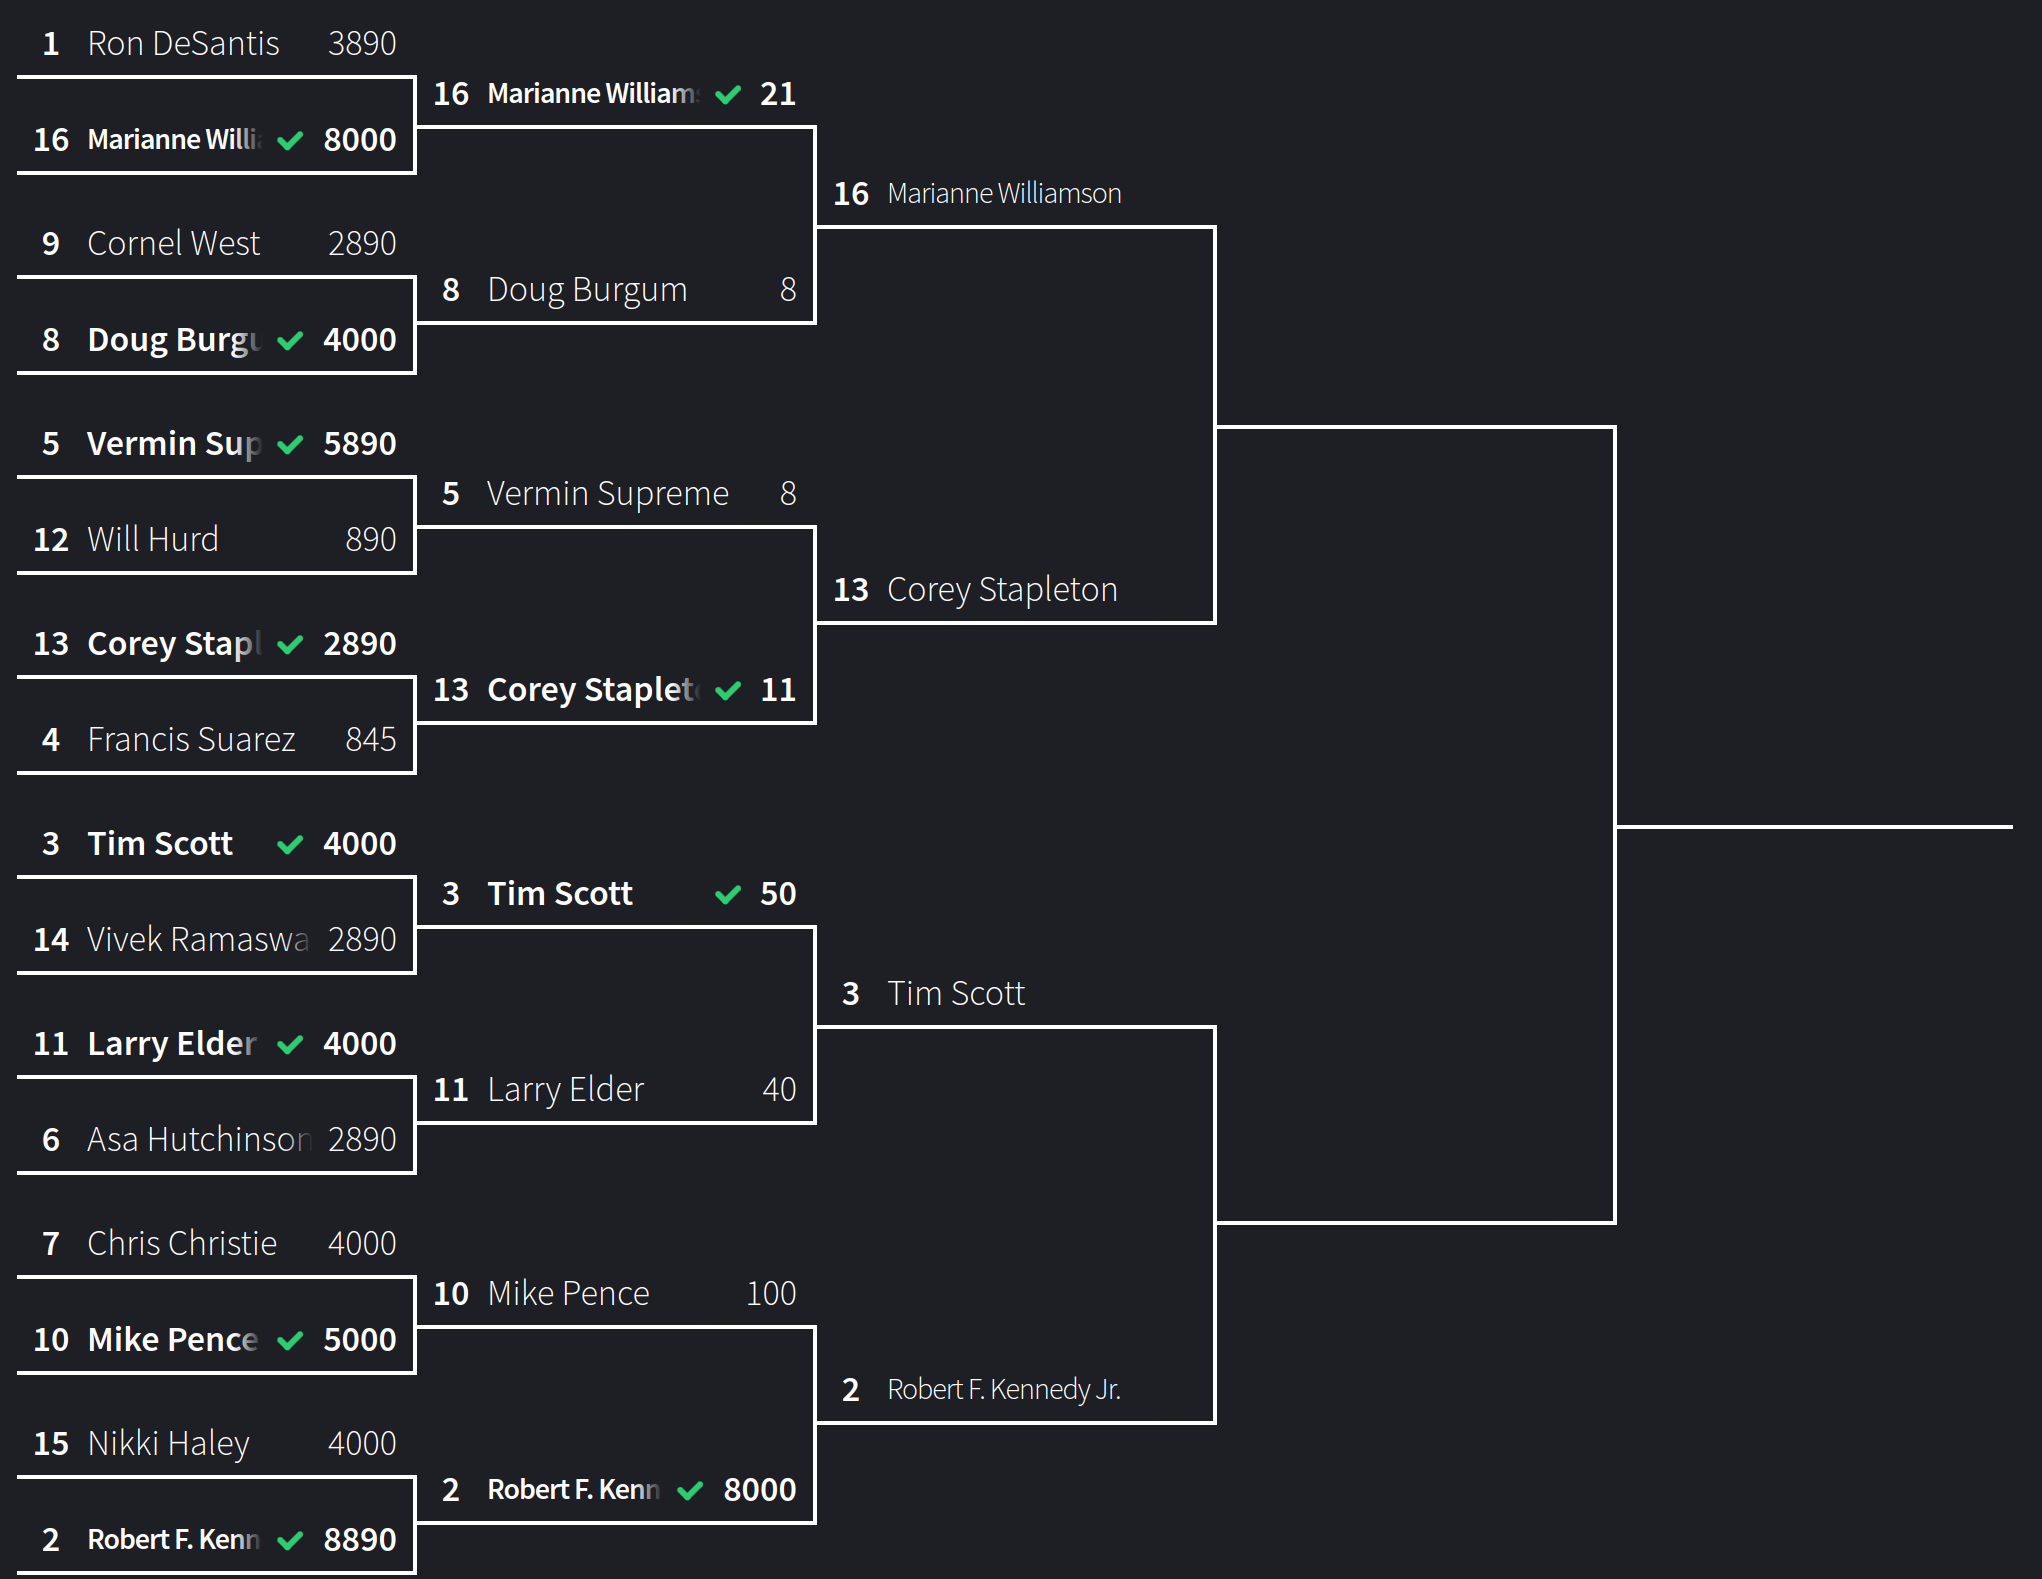 1 Ron DeSantis 3890
16 Marianne Willi 8000
9 Cornel West 2890
8 Doug Burgu 4000
5 Vermin Sup 5890
12 Will Hurd 890
13 Corey Stapl 2890
4 Francis Suarez 845
3 Tim Scott 4000
14 Vivek Ramaswa 2890
11 Larry Elder 4000
6 Asa Hutchinson 2890
7 Chris Christie 4000
10 Mike Pence 5000
15 Nikki Haley 4000
2 Robert F. Kenn 8890
16 Marianne Williams 21
8 Doug Burgum 8
5 Vermin Supreme 8
13 Corey Stapleto 11
3 Tim Scott 50
11 Larry Elder 40
10 Mike Pence 100
2 Robert F. Kenn 8000
16 Marianne Williamson
13 Corey Stapleton
3 Tim Scott
2 Robert F. Kennedy Jr.